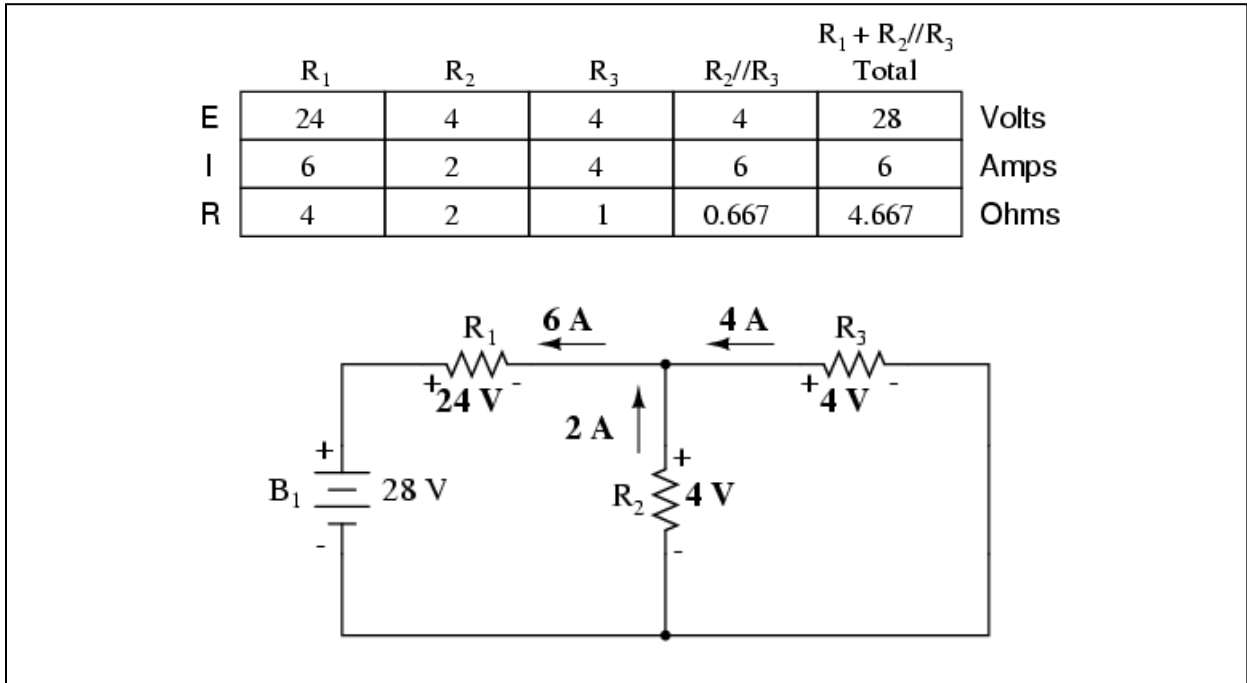 R₁ + R₂//R₃
R₁ R₂ R₃ R₂//R₃ Total
E 24 4 4 4 28 Volts
I 6 2 4 6 6 Amps
R 4 2 1 0.667 4.667 Ohms
R₁ 6 A 4 A R₃
+ - + -
24 V 4 V
2 A
+ +
B₁ 28 V R₂ 4 V
- -